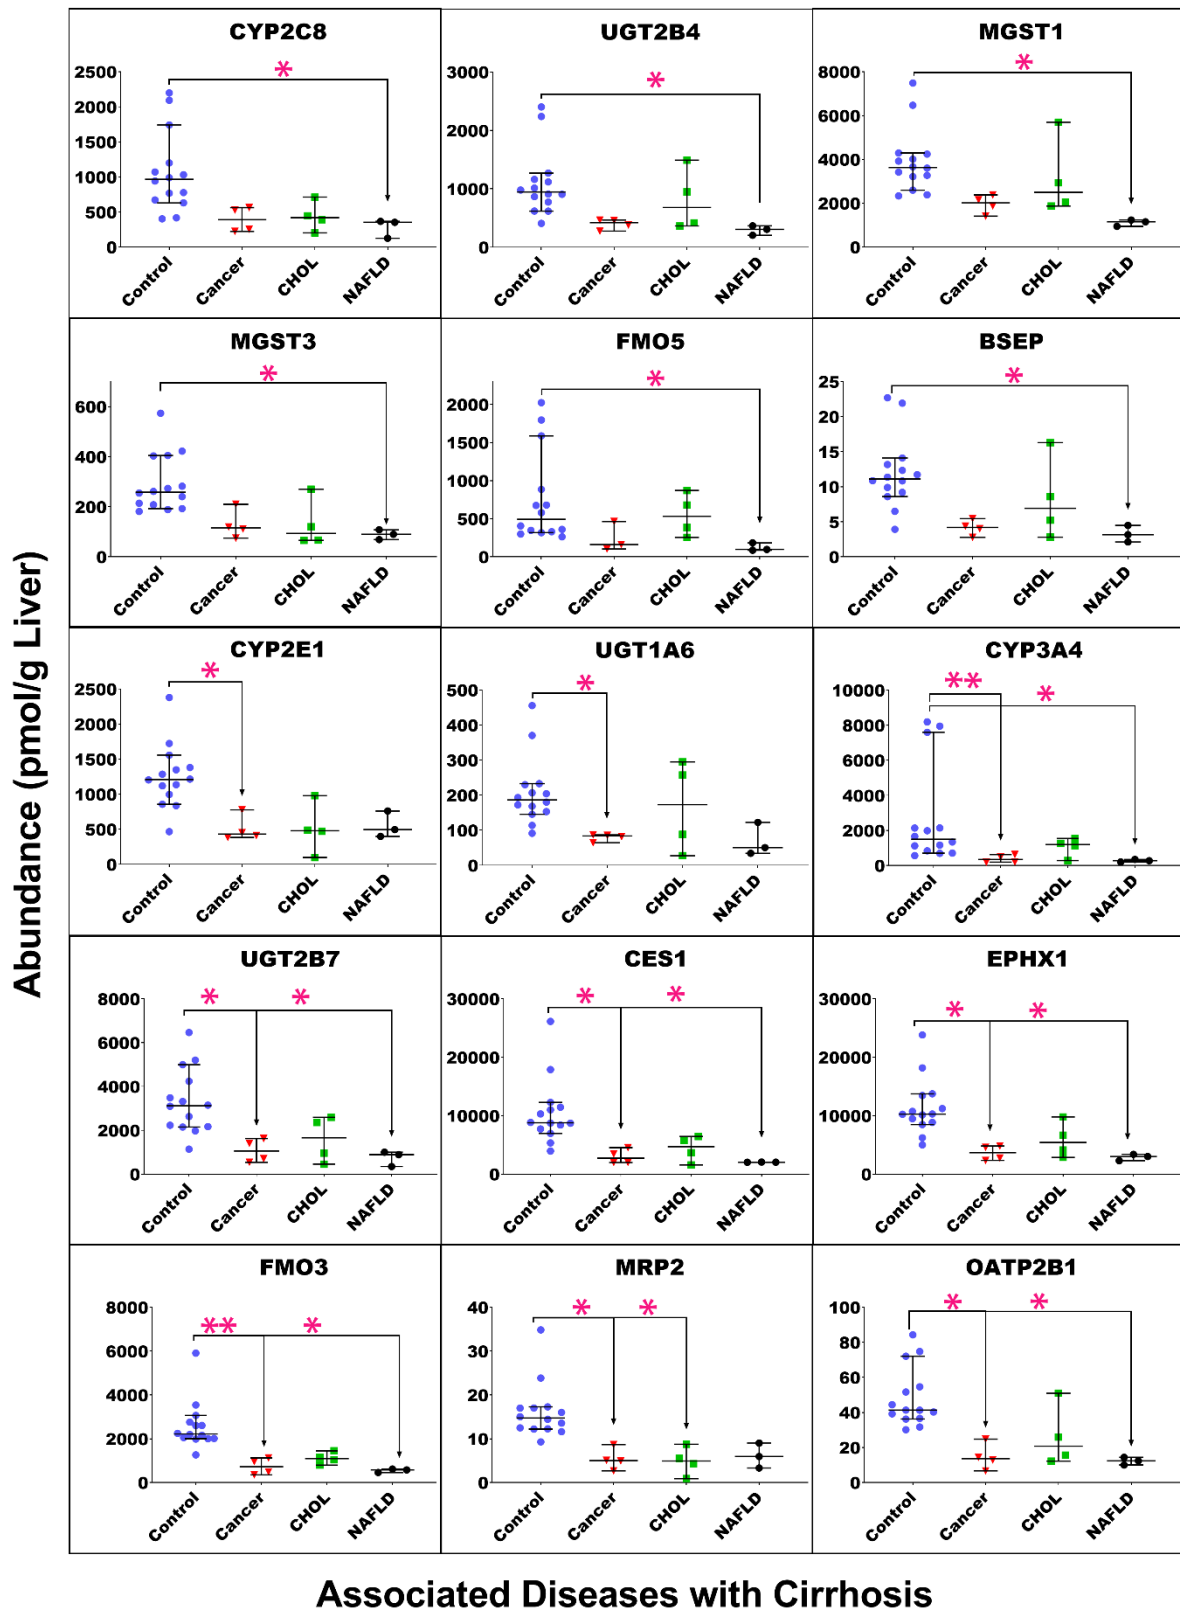 Abundance (pmol/g Liver)
CYP2C8
*
2500
2000
1500
1000
500
0
Control
Cancer
CHOL
NAFLD
UGT2B4
*
3000
2000
1000
0
Control
Cancer
CHOL
NAFLD
MGST1
*
8000
6000
4000
2000
0
Control
Cancer
CHOL
NAFLD
MGST3
*
600
400
200
0
Control
Cancer
CHOL
NAFLD
FMO5
*
2000
1500
1000
500
0
Control
Cancer
CHOL
NAFLD
BSEP
*
25
20
15
10
5
0
Control
Cancer
CHOL
NAFLD
CYP2E1
*
2500
2000
1500
1000
500
0
Control
Cancer
CHOL
NAFLD
UGT1A6
*
500
400
300
200
100
0
Control
Cancer
CHOL
NAFLD
CYP3A4
** *
10000
8000
6000
4000
2000
0
Control
Cancer
CHOL
NAFLD
UGT2B7
* *
8000
6000
4000
2000
0
Control
Cancer
CHOL
NAFLD
CES1
* *
30000
20000
10000
0
Control
Cancer
CHOL
NAFLD
EPHX1
* *
30000
20000
10000
0
Control
Cancer
CHOL
NAFLD
FMO3
** *
8000
6000
4000
2000
0
Control
Cancer
CHOL
NAFLD
MRP2
* *
40
30
20
10
0
Control
Cancer
CHOL
NAFLD
OATP2B1
* *
100
80
60
40
20
0
Control
Cancer
CHOL
NAFLD
Associated Diseases with Cirrhosis